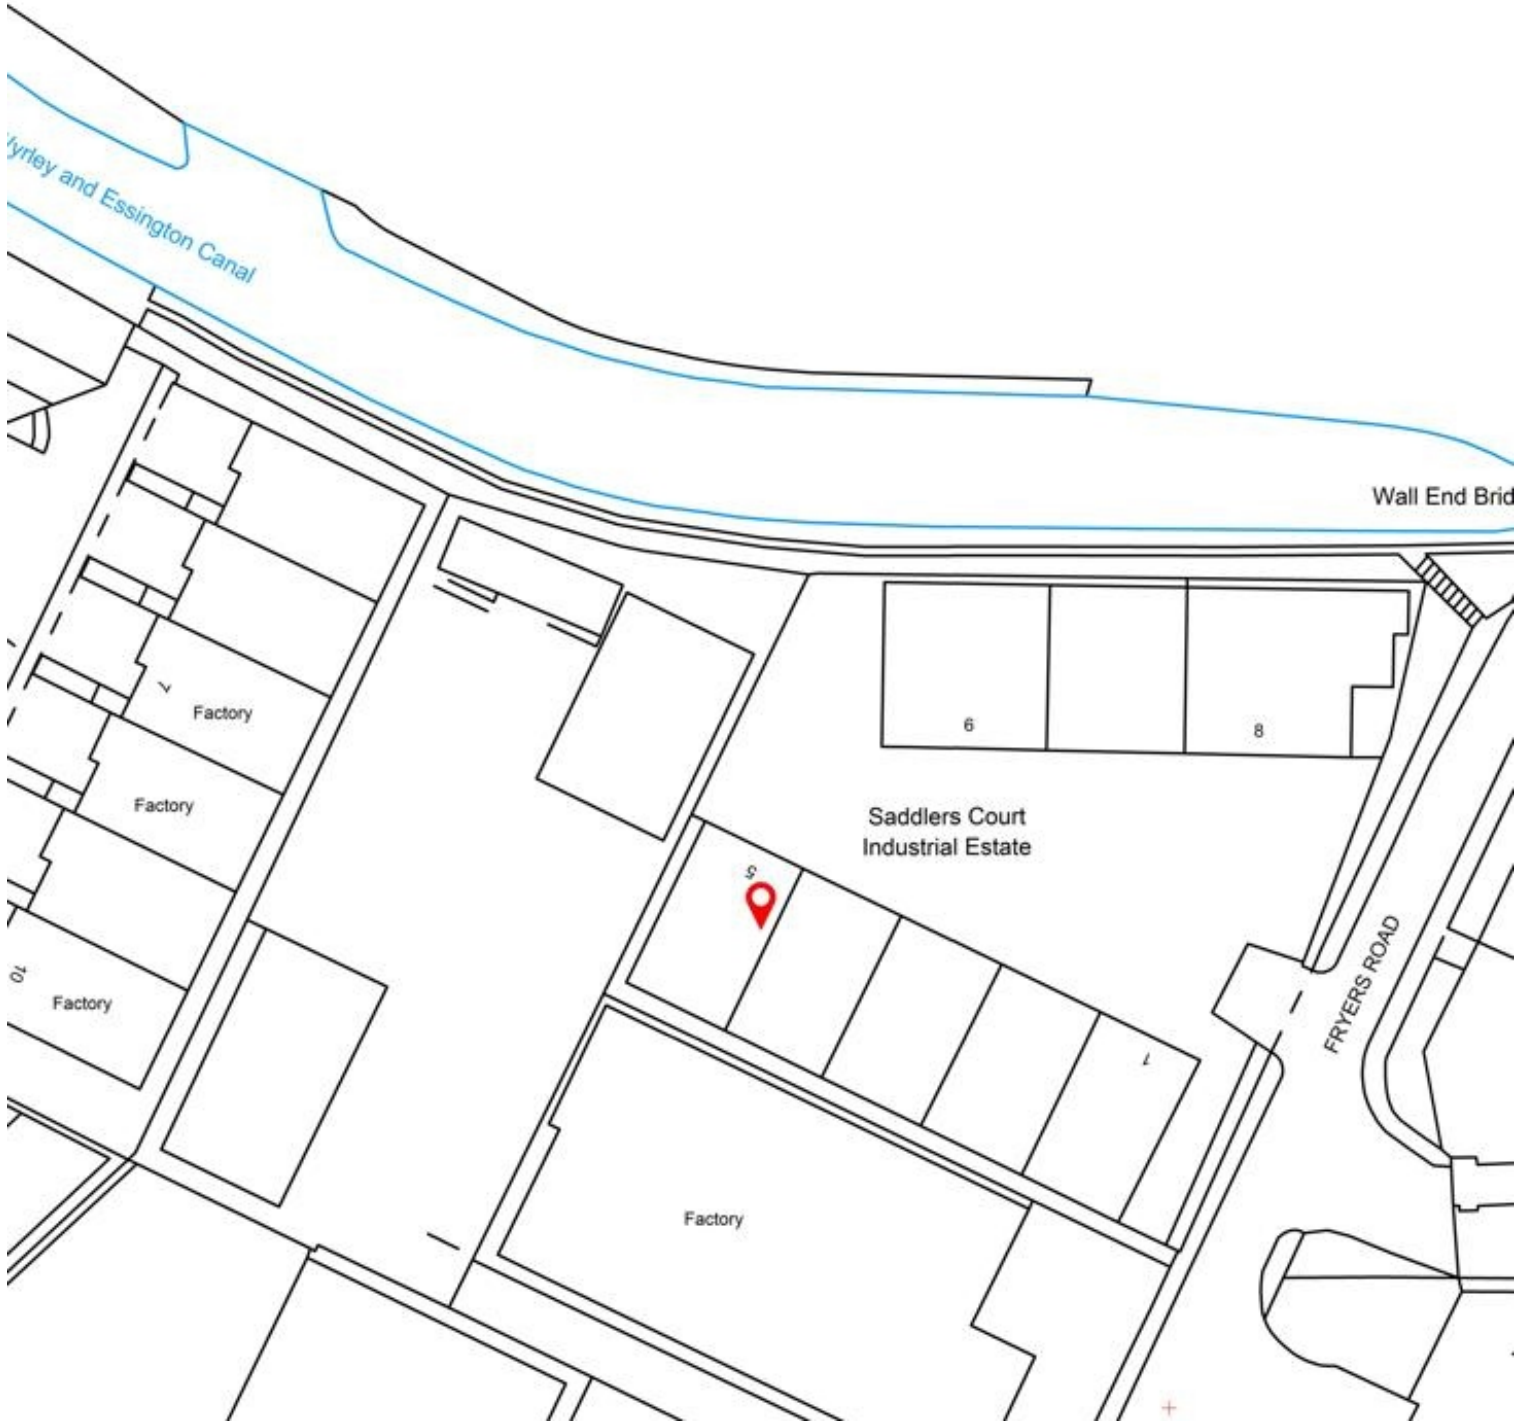 Wyrley and Essington Canal
Wall End Brid
7
Factory
6
8
Factory
Saddlers Court
Industrial Estate
5
10
Factory
FRYERS ROAD
1
Factory